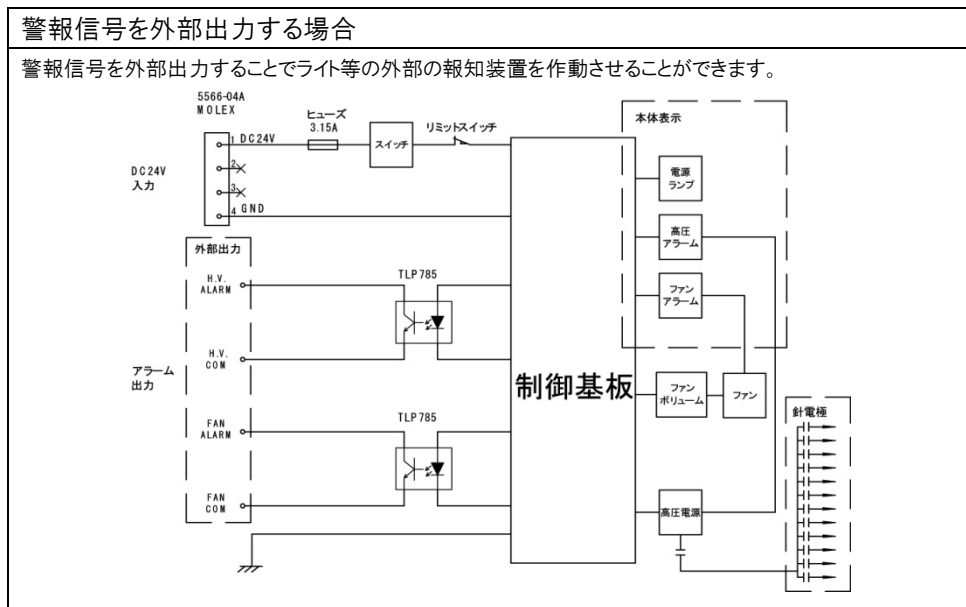 警報信号を外部出力する場合
警報信号を外部出力することでライト等の外部の報知装置を作動させることができます。
5566-04A
MOLEX
DC24V
入力
1 DC24V
2
3
4 GND
ヒューズ
3.15A
スイッチ
リミットスイッチ
外部出力
H.V.
ALARM
H.V.
COM
アラーム
出力
FAN
ALARM
FAN
COM
TLP785
TLP785
制御基板
本体表示
電源
ランプ
高圧
アラーム
ファン
アラーム
ファン
ボリューム
ファン
高圧電源
針電極